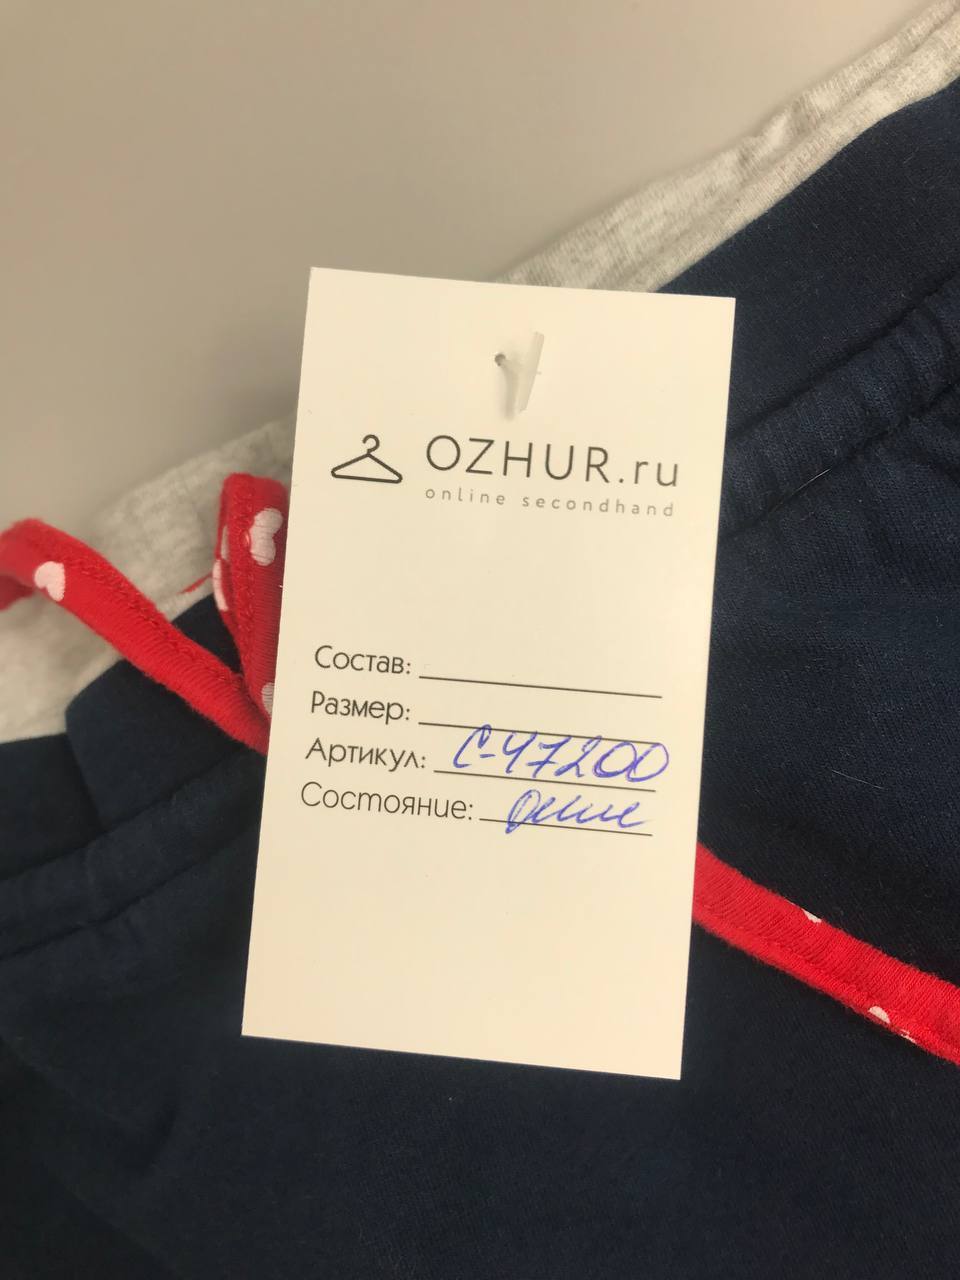 OZHUR.ru
online secondhand
Состав:
Размер:
Артикул: С-47200
Состояние: